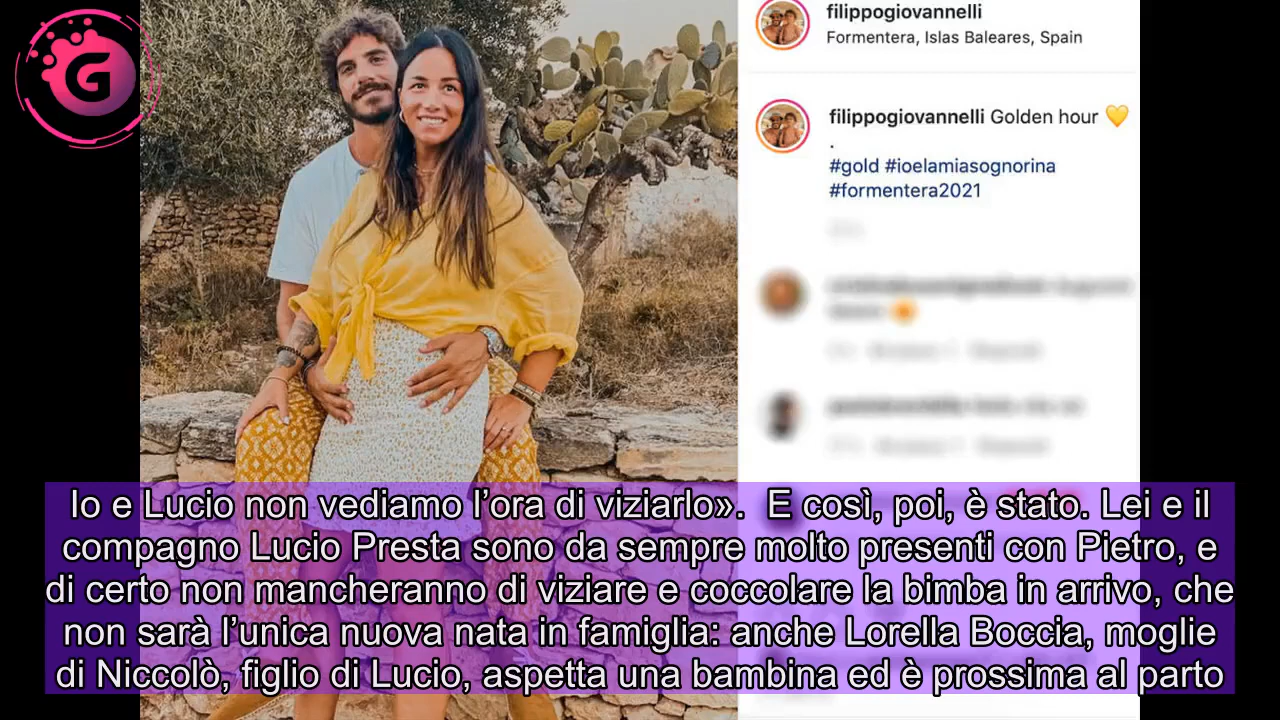 G
filippogiovannelli
Formentera, Islas Baleares, Spain
filippogiovannelli Golden hour 💛
.
#gold #ioelamiasognorina
#formentera2021
Io e Lucio non vediamo l’ora di viziarlo».  E così, poi, è stato. Lei e il
compagno Lucio Presta sono da sempre molto presenti con Pietro, e
di certo non mancheranno di viziare e coccolare la bimba in arrivo, che
non sarà l’unica nuova nata in famiglia: anche Lorella Boccia, moglie
di Niccolò, figlio di Lucio, aspetta una bambina ed è prossima al parto